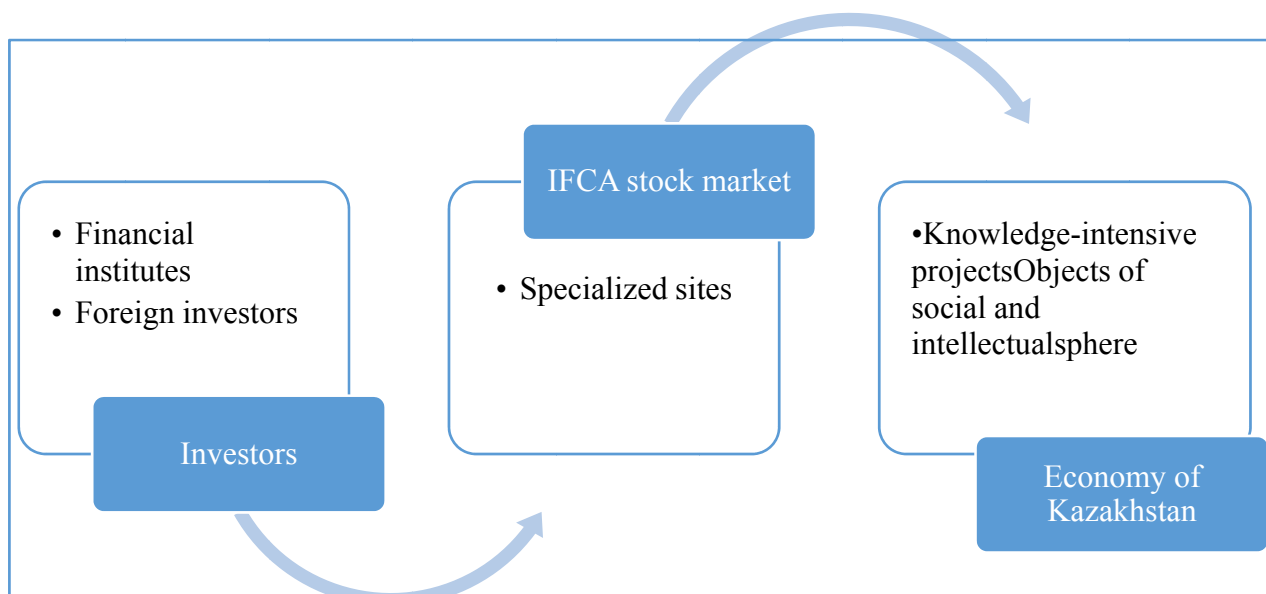 • Financial
institutes
• Foreign investors
Investors
IFCA stock market
• Specialized sites
•Knowledge-intensive
projectsObjects of
social and
intellectualsphere
Economy of
Kazakhstan